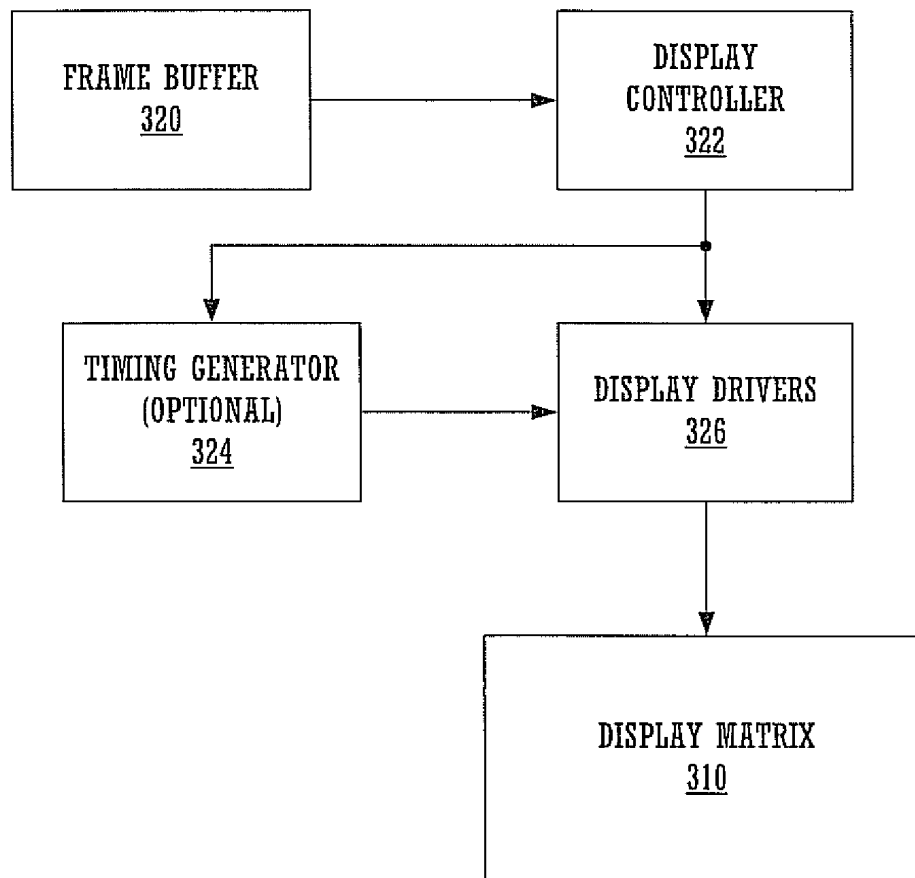 FRAME BUFFER
320
DISPLAY
CONTROLLER
322
TIMING GENERATOR
(OPTIONAL)
324
DISPLAY DRIVERS
326
DISPLAY MATRIX
310